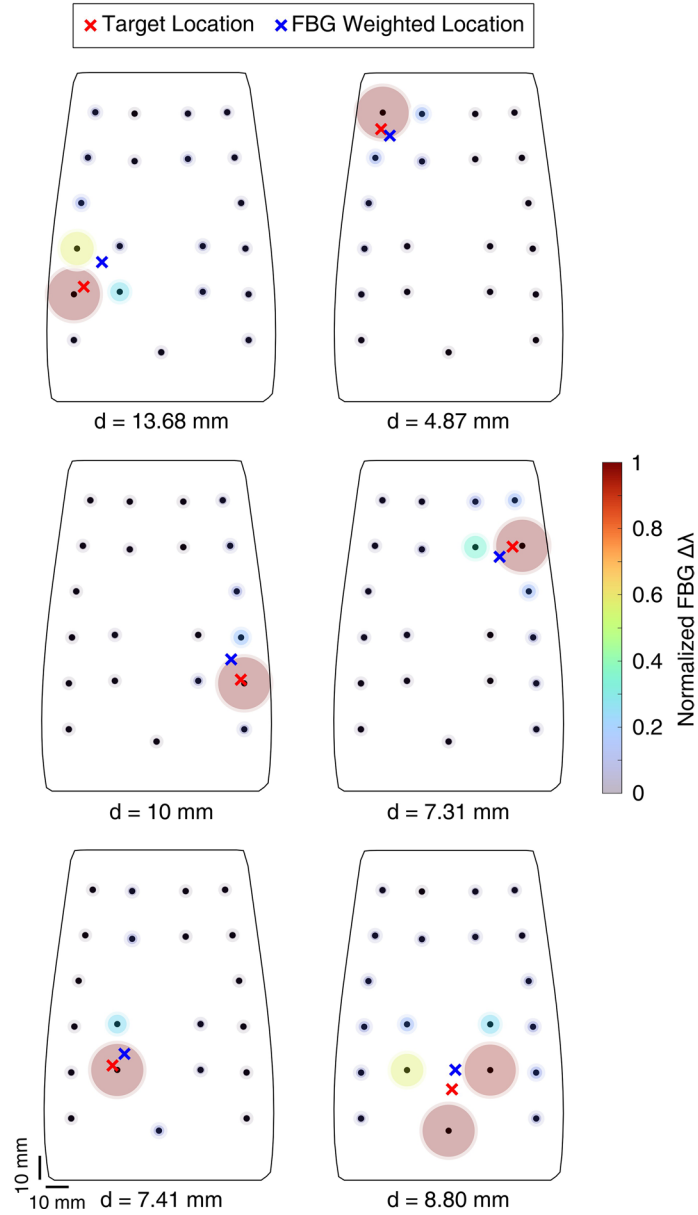 × Target Location × FBG Weighted Location
d = 13.68 mm
d = 4.87 mm
1
0.8
0.6
0.4
0.2
0
Normalized FBG Δλ
d = 10 mm
d = 7.31 mm
10 mm
10 mm
d = 7.41 mm
d = 8.80 mm